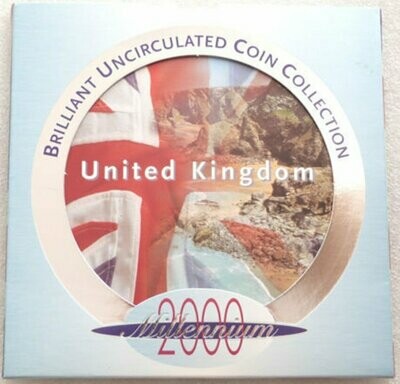 BRILLIANT UNCIRCULATED COIN COLLECTION
United Kingdom
2000
Millennium